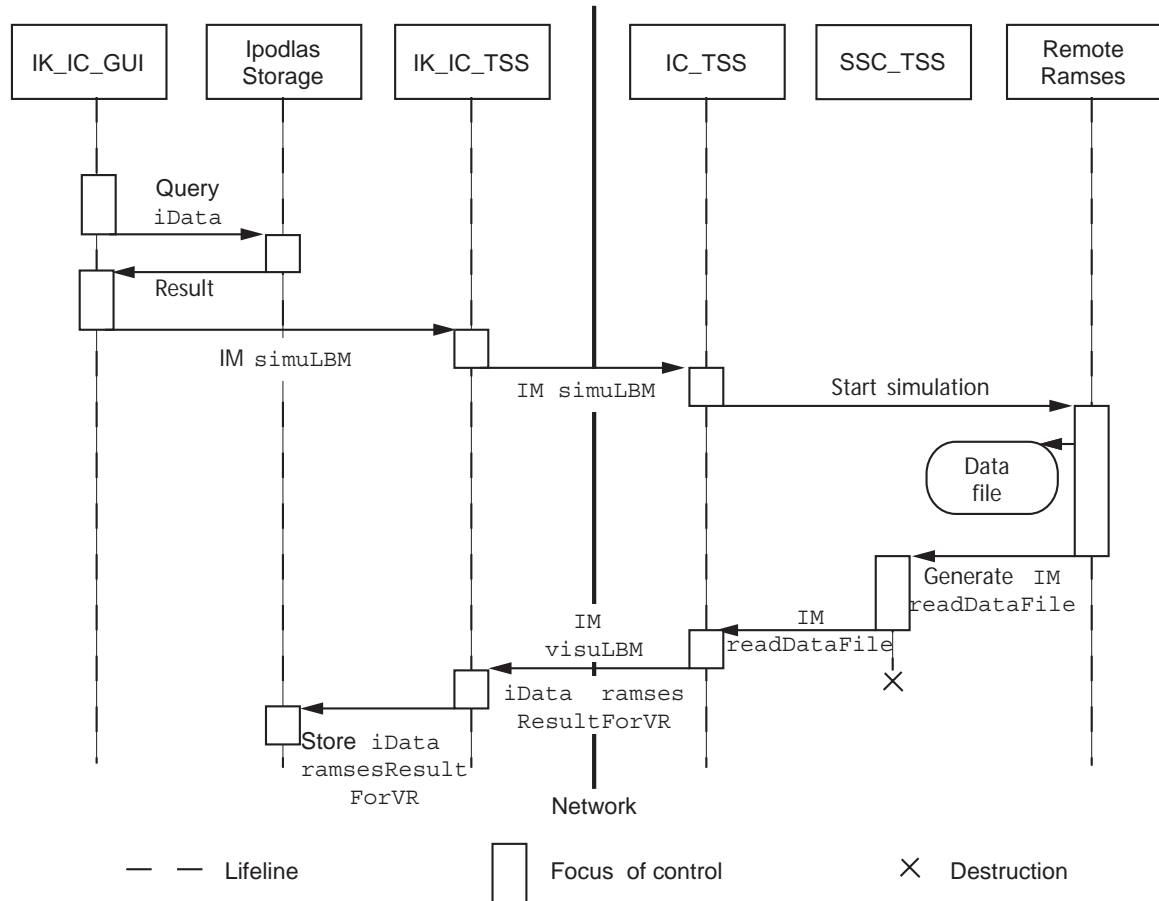 IK_IC_GUI
Ipodlas
Storage
IK_IC_TSS
IC_TSS
SSC_TSS
Remote
Ramses
Query
iData
Result
IM simuLBM
IM simuLBM
Start simulation
Data
file
Generate IM
readDataFile
IM
readDataFile
IM
visuLBM
iData ramses
ResultForVR
Store iData
ramsesResult
ForVR
Network
Lifeline
Focus of control
Destruction